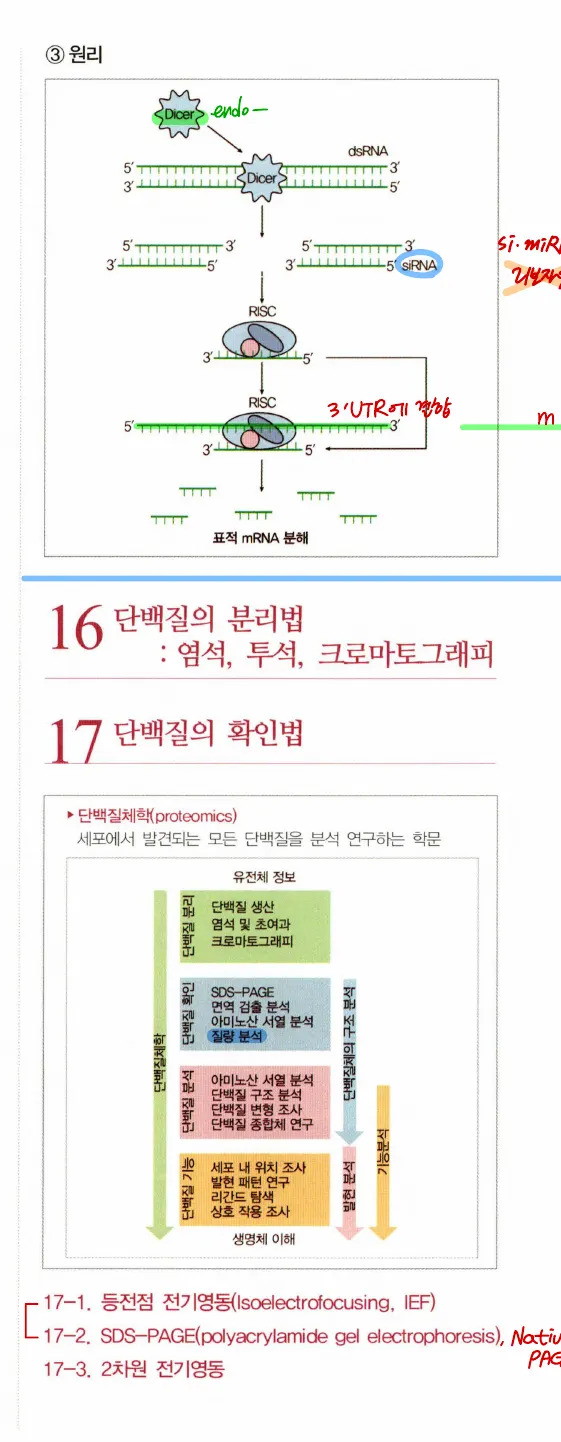 ③ 원리
Dicer endo-
dsRNA
5′ 3′
Dicer
3′ 5′
5′ 3′ 5′ 3′
3′ 5′ 3′ 5′ siRNA
si·miR
RISC
3′ 5′
RISC
3′UTR에 결합
5′ 3′
m
3′ 5′
표적 mRNA 분해
16 단백질의 분리법
: 염석, 투석, 크로마토그래피
17 단백질의 확인법
▶ 단백질체학(proteomics)
세포에서 발견되는 모든 단백질을 분석 연구하는 학문
유전체 정보
단백질체학
단백질 분리
단백질 생산
염석 및 초여과
크로마토그래피
단백질 확인
SDS-PAGE
면역 검출 분석
아미노산 서열 분석
질량 분석
단백질체의 구조 분석
단백질 분석
아미노산 서열 분석
단백질 구조 분석
단백질 변형 조사
단백질 종합체 연구
기능분석
단백질 기능
세포 내 위치 조사
발현 패턴 연구
리간드 탐색
상호 작용 조사
발현 분석
생명체 이해
17-1. 등전점 전기영동(Isoelectrofocusing, IEF)
17-2. SDS-PAGE(polyacrylamide gel electrophoresis), Nativ
PAG
17-3. 2차원 전기영동